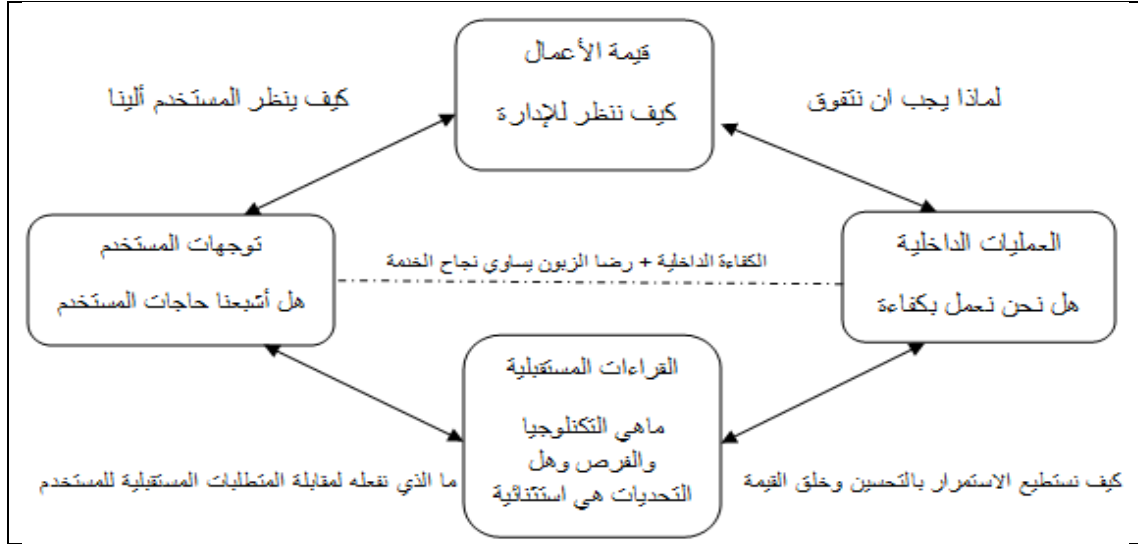 قيمة الأعمال
كيف ننظر للإدارة
لماذا يجب ان نتفوق
كيف ينظر المستخدم ألينا
العمليات الداخلية
هل نحن نعمل بكفاءة
الكفاءة الداخلية + رضا الزبون يساوي نجاح الخدمة
توجهات المستخدم
هل أشبعنا حاجات المستخدم
القراءات المستقبلية
ماهي التكنلوجيا
والفرص وهل
التحديات هي استثنائية
كيف نستطيع الاستمرار بالتحسين وخلق القيمة
ما الذي نفعله لمقابلة المتطلبات المستقبلية للمستخدم